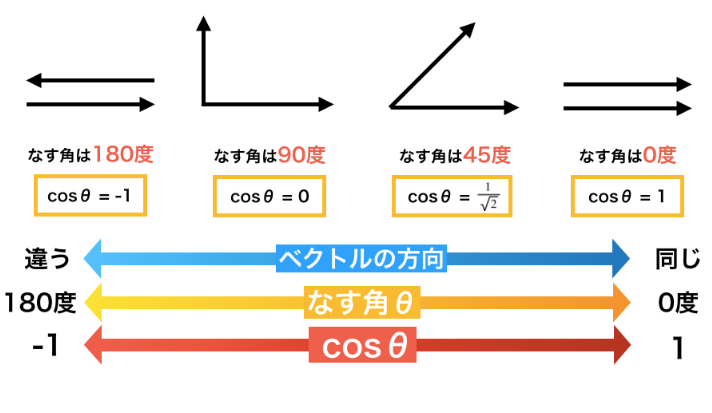 なす角は180度
なす角は90度
なす角は45度
なす角は0度
cosθ = -1
cosθ = 0
cosθ = 1/√2
cosθ = 1
違う ベクトルの方向 同じ
180度 なす角θ 0度
-1 cosθ 1